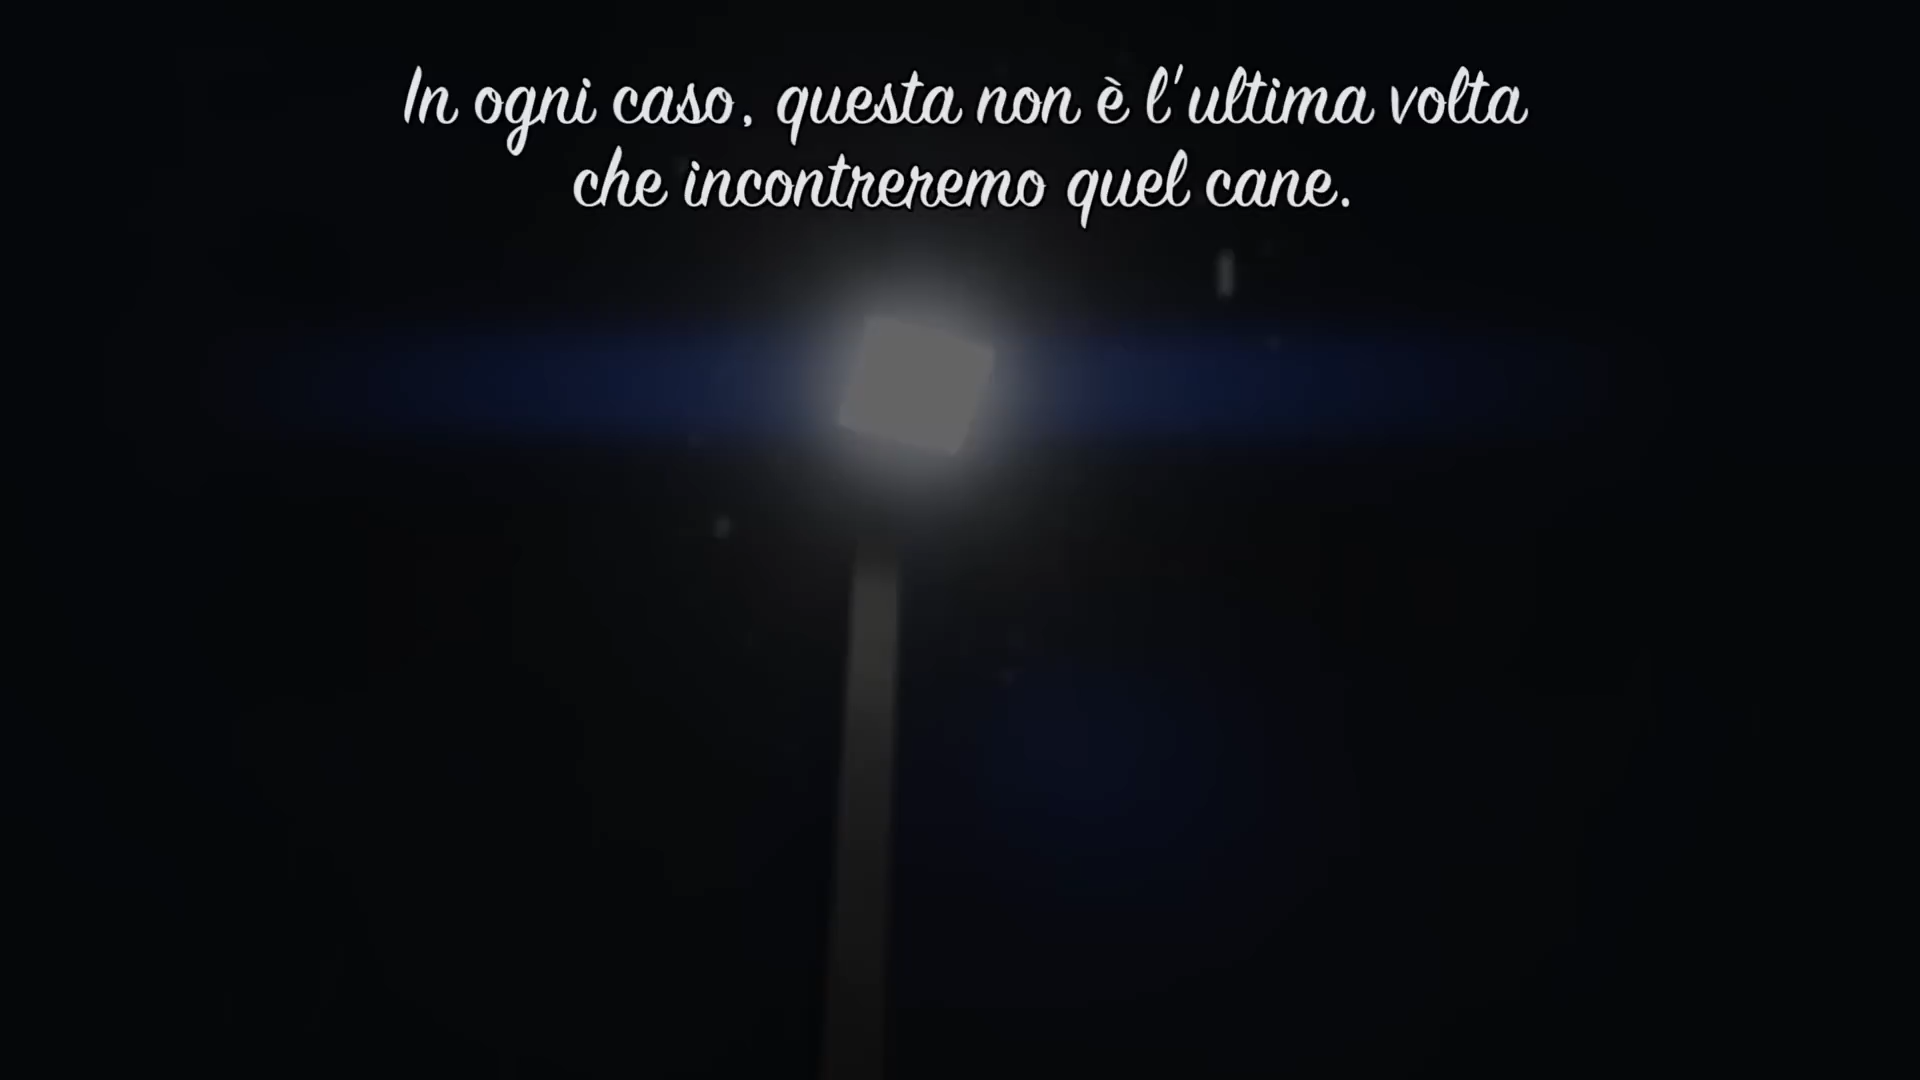 In ogni caso, questa non è l'ultima volta
che incontreremo quel cane.